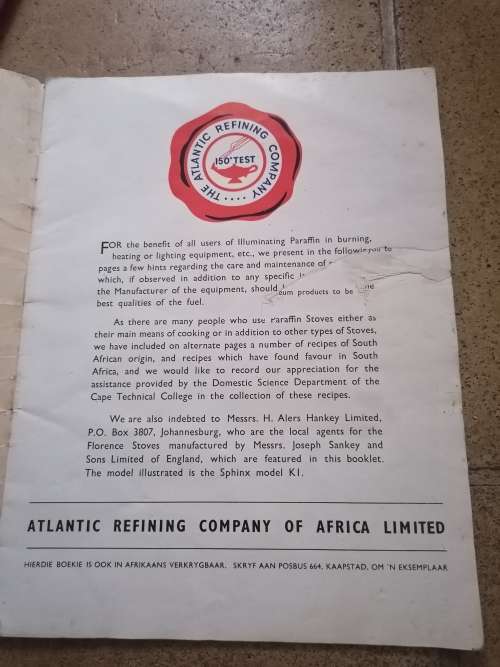 THE ATLANTIC REFINING COMPANY ....
150° TEST
FOR the benefit of all users of Illuminating Paraffin in burning,
heating or lighting equipment, etc., we present in the following
pages a few hints regarding the care and maintenance of
which, if observed in addition to any specific
the Manufacturer of the equipment, should
eum products to be
best qualities of the fuel.
As there are many people who use Paraffin Stoves either as
their main means of cooking or in addition to other types of Stoves,
we have included on alternate pages a number of recipes of South
African origin, and recipes which have found favour in South
Africa, and we would like to record our appreciation for the
assistance provided by the Domestic Science Department of the
Cape Technical College in the collection of these recipes.
We are also indebted to Messrs. H. Alers Hankey Limited,
P.O. Box 3807, Johannesburg, who are the local agents for the
Florence Stoves manufactured by Messrs. Joseph Sankey and
Sons Limited of England, which are featured in this booklet.
The model illustrated is the Sphinx model K1.
ATLANTIC REFINING COMPANY OF AFRICA LIMITED
HIERDIE BOEKIE IS OOK IN AFRIKAANS VERKRYGBAAR. SKRYF AAN POSBUS 664, KAAPSTAD, OM 'N EKSEMPLAAR